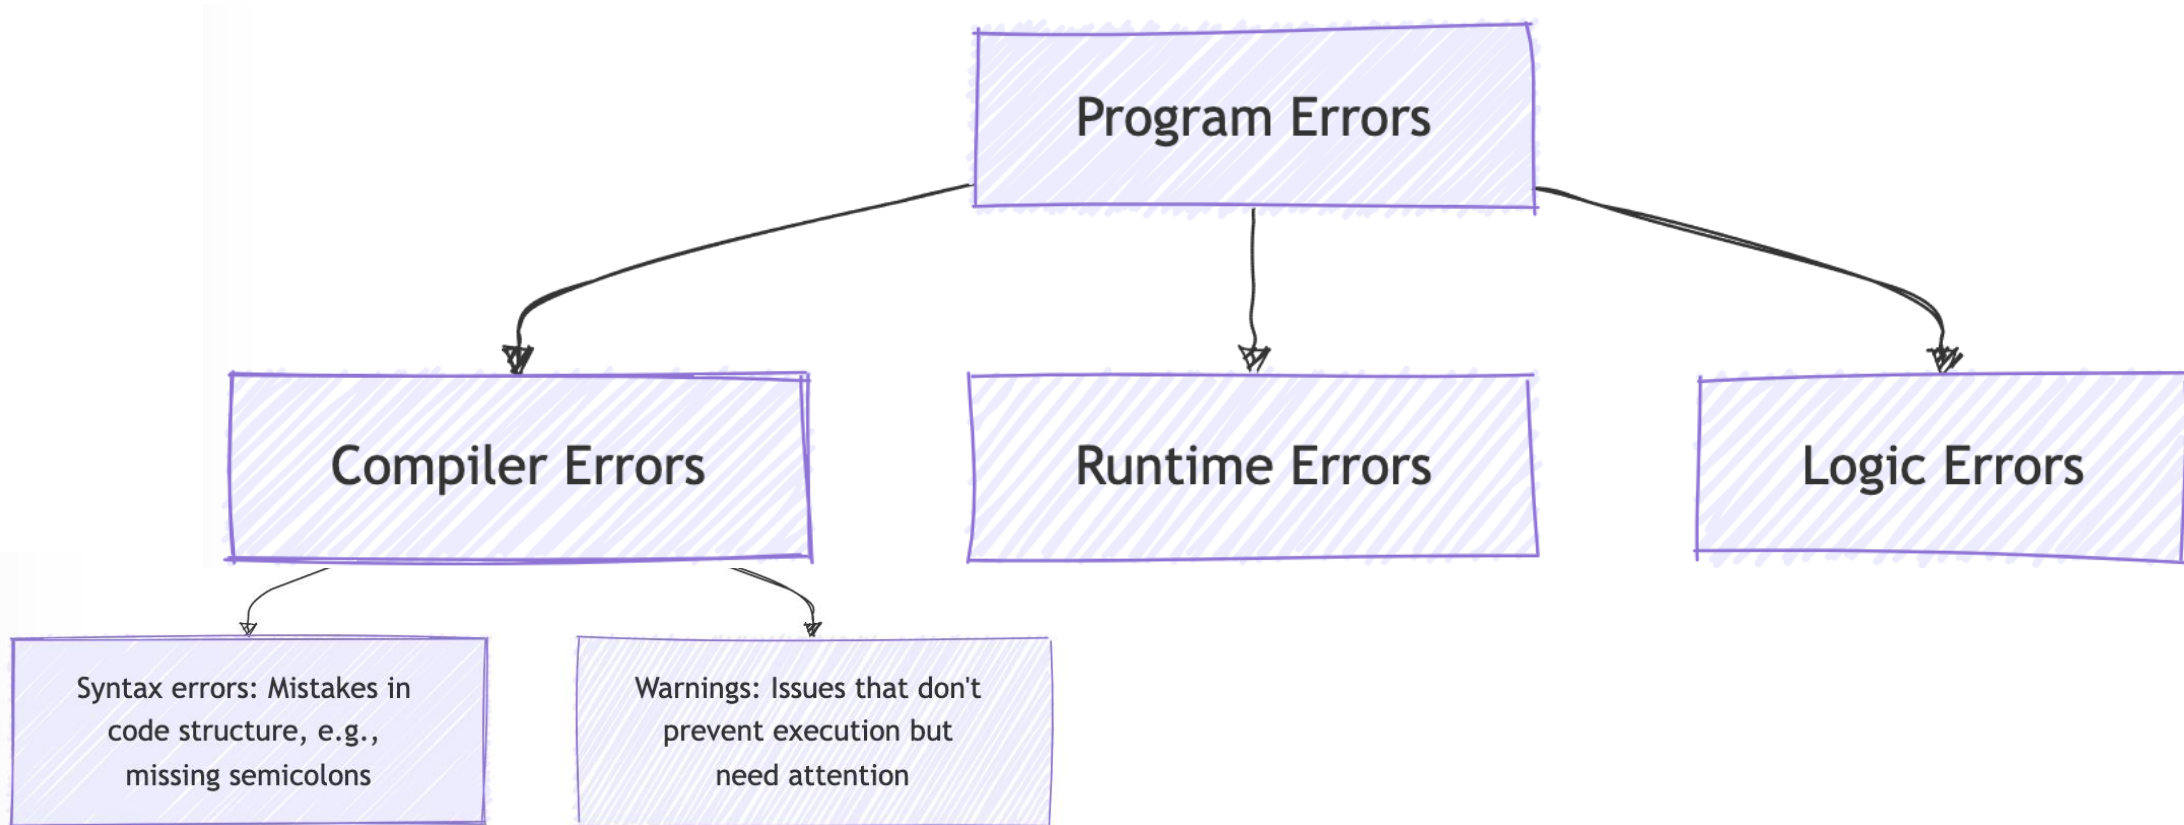 Program Errors
Compiler Errors
Runtime Errors
Logic Errors
Syntax errors: Mistakes in
code structure, e.g.,
missing semicolons
Warnings: Issues that don't
prevent execution but
need attention